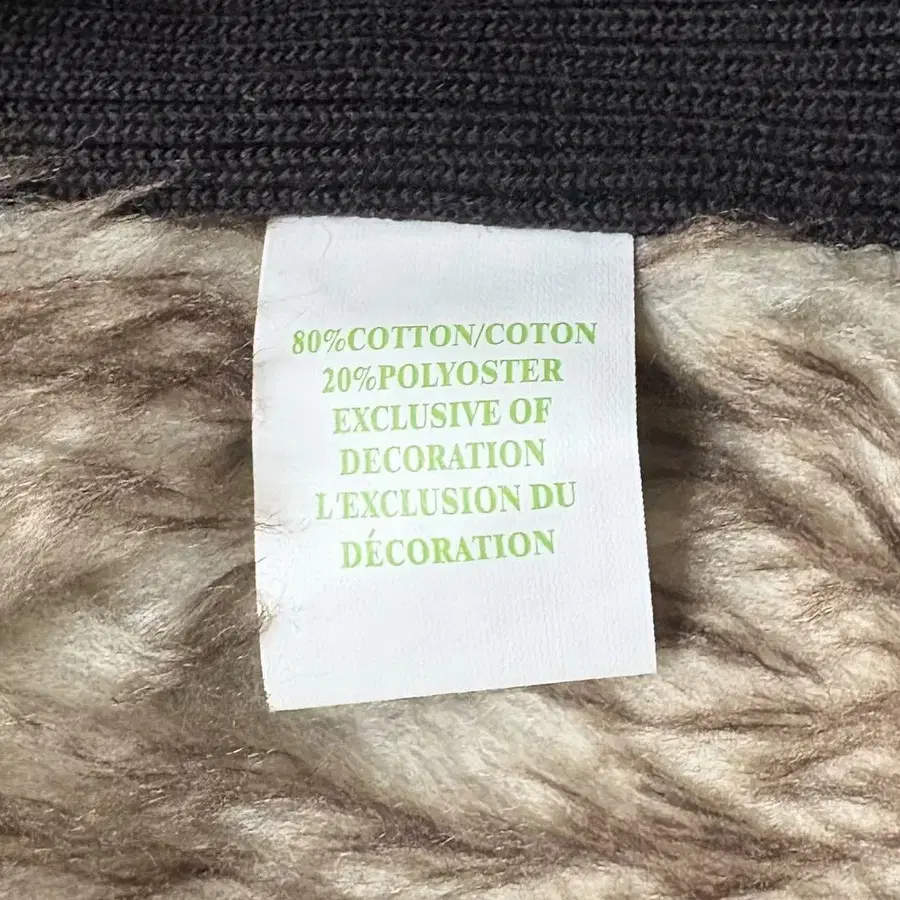 80%COTTON/COTON
20%POLYOSTER
EXCLUSIVE OF
DECORATION
L'EXCLUSION DU
DÉCORATION